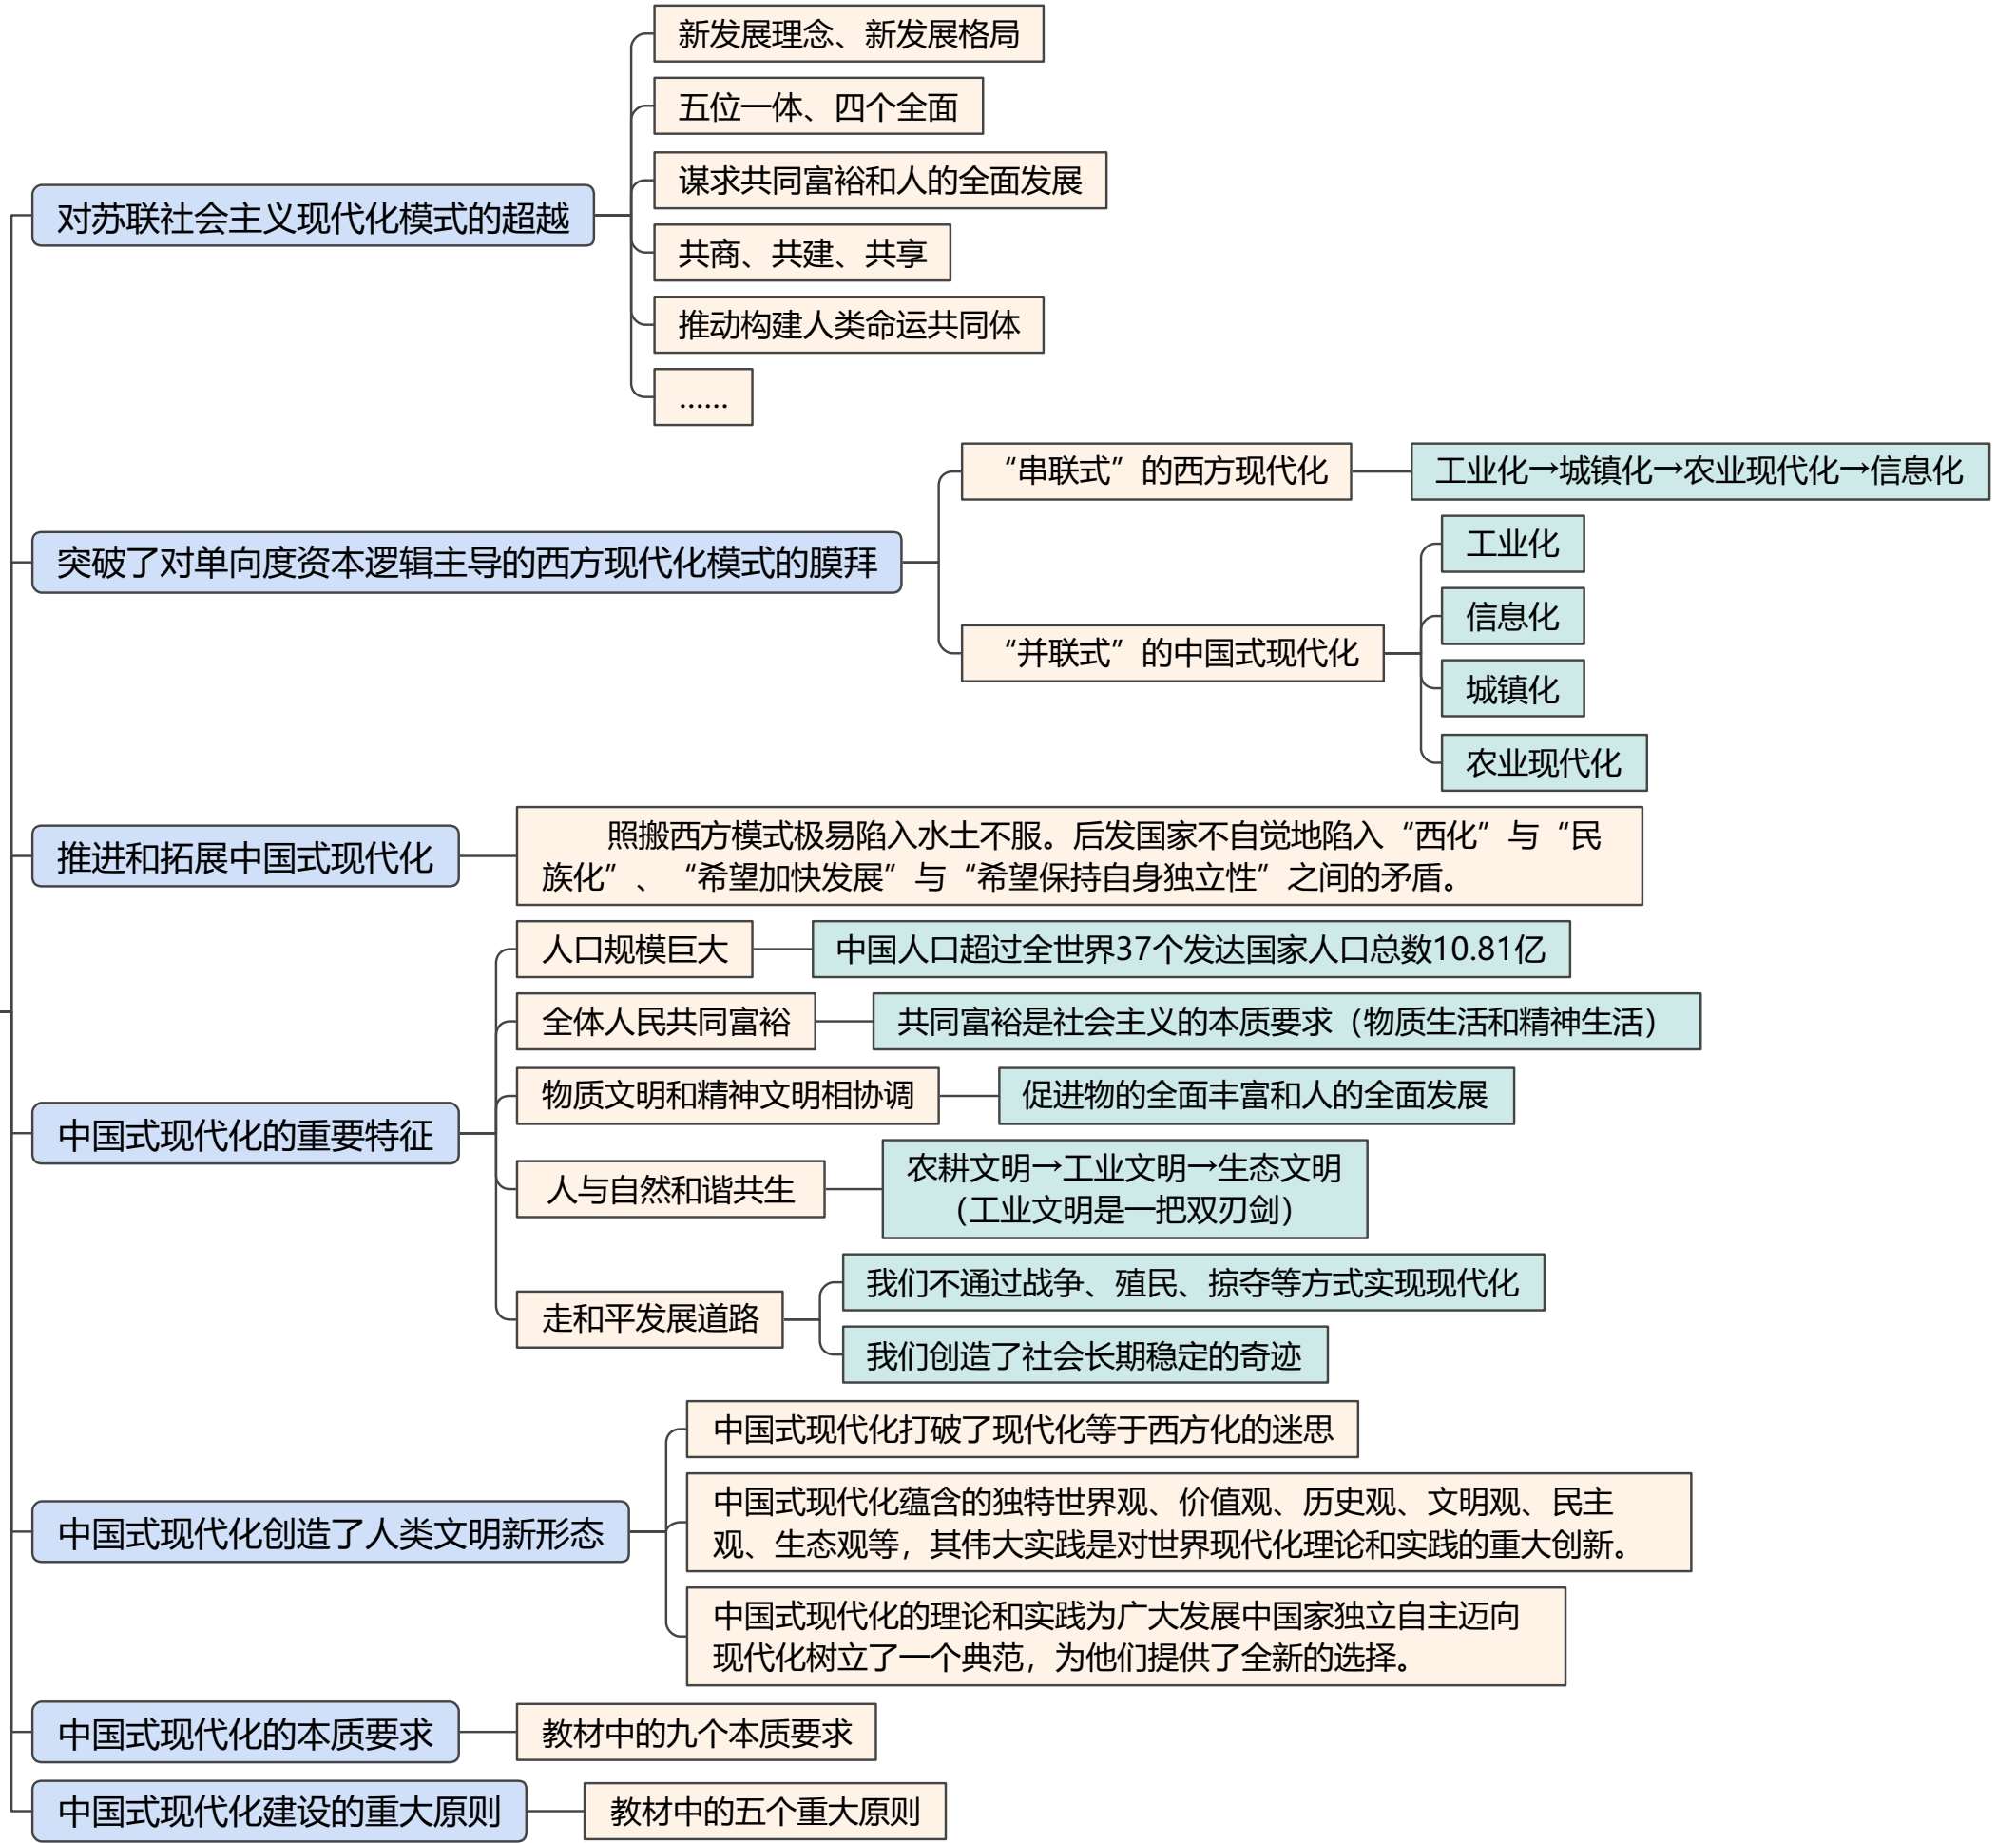 对苏联社会主义现代化模式的超越
新发展理念、新发展格局
五位一体、四个全面
谋求共同富裕和人的全面发展
共商、共建、共享
推动构建人类命运共同体
……
突破了对单向度资本逻辑主导的西方现代化模式的膜拜
“串联式”的西方现代化
工业化→城镇化→农业现代化→信息化
“并联式”的中国式现代化
工业化
信息化
城镇化
农业现代化
推进和拓展中国式现代化
照搬西方模式极易陷入水土不服。后发国家不自觉地陷入“西化”与“民
族化”、“希望加快发展”与“希望保持自身独立性”之间的矛盾。
中国式现代化的重要特征
人口规模巨大
中国人口超过全世界37个发达国家人口总数10.81亿
全体人民共同富裕
共同富裕是社会主义的本质要求（物质生活和精神生活）
物质文明和精神文明相协调
促进物的全面丰富和人的全面发展
人与自然和谐共生
农耕文明→工业文明→生态文明
（工业文明是一把双刃剑）
走和平发展道路
我们不通过战争、殖民、掠夺等方式实现现代化
我们创造了社会长期稳定的奇迹
中国式现代化创造了人类文明新形态
中国式现代化打破了现代化等于西方化的迷思
中国式现代化蕴含的独特世界观、价值观、历史观、文明观、民主
观、生态观等，其伟大实践是对世界现代化理论和实践的重大创新。
中国式现代化的理论和实践为广大发展中国家独立自主迈向
现代化树立了一个典范，为他们提供了全新的选择。
中国式现代化的本质要求
教材中的九个本质要求
中国式现代化建设的重大原则
教材中的五个重大原则